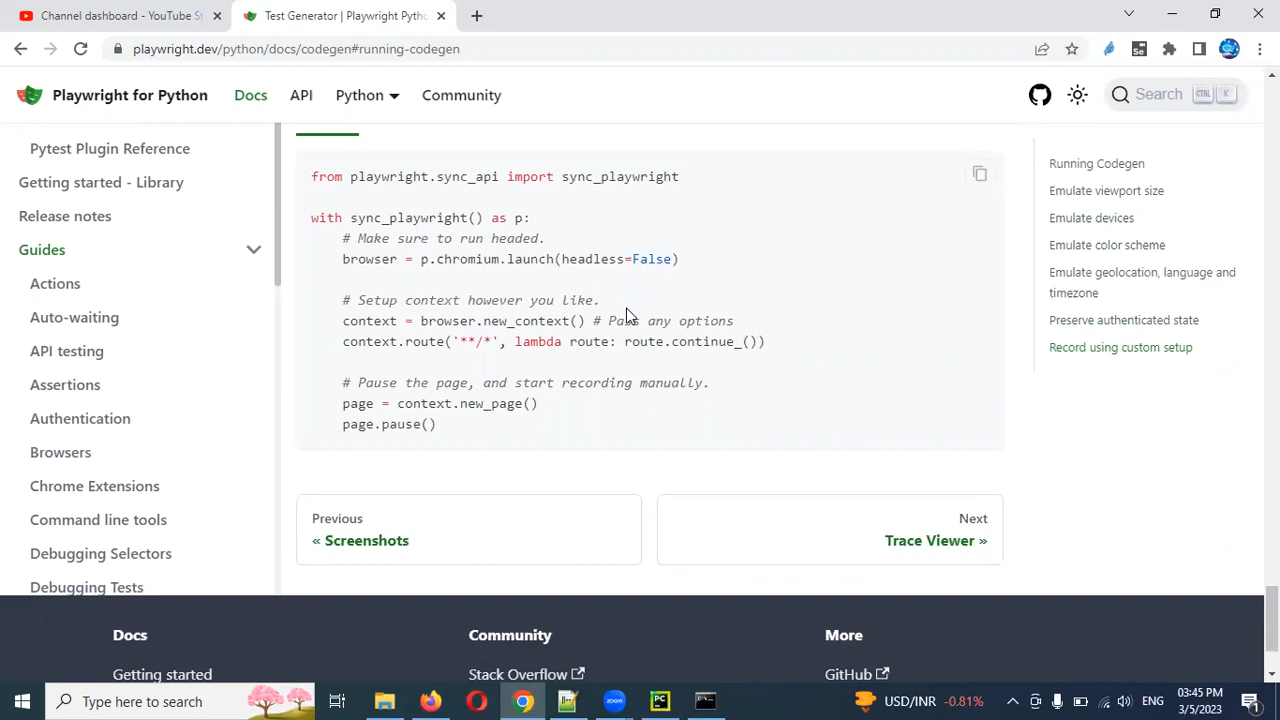 Channel dashboard - YouTube St
Test Generator | Playwright Pytho
playwright.dev/python/docs/codegen#running-codegen
Playwright for Python
Docs
API
Python
Community
Search
CTRL
K
Pytest Plugin Reference
Getting started - Library
Release notes
Guides
Actions
Auto-waiting
API testing
Assertions
Authentication
Browsers
Chrome Extensions
Command line tools
Debugging Selectors
Debugging Tests
from playwright.sync_api import sync_playwright
with sync_playwright() as p:
# Make sure to run headed.
browser = p.chromium.launch(headless=False)
# Setup context however you like.
context = browser.new_context() # Pass any options
context.route('**/*', lambda route: route.continue_())
# Pause the page, and start recording manually.
page = context.new_page()
page.pause()
Previous
« Screenshots
Next
Trace Viewer »
Running Codegen
Emulate viewport size
Emulate devices
Emulate color scheme
Emulate geolocation, language and
timezone
Preserve authenticated state
Record using custom setup
Docs
Getting started
Community
Stack Overflow
More
GitHub
Type here to search
USD/INR
-0.81%
ENG
03:45 PM
3/5/2023